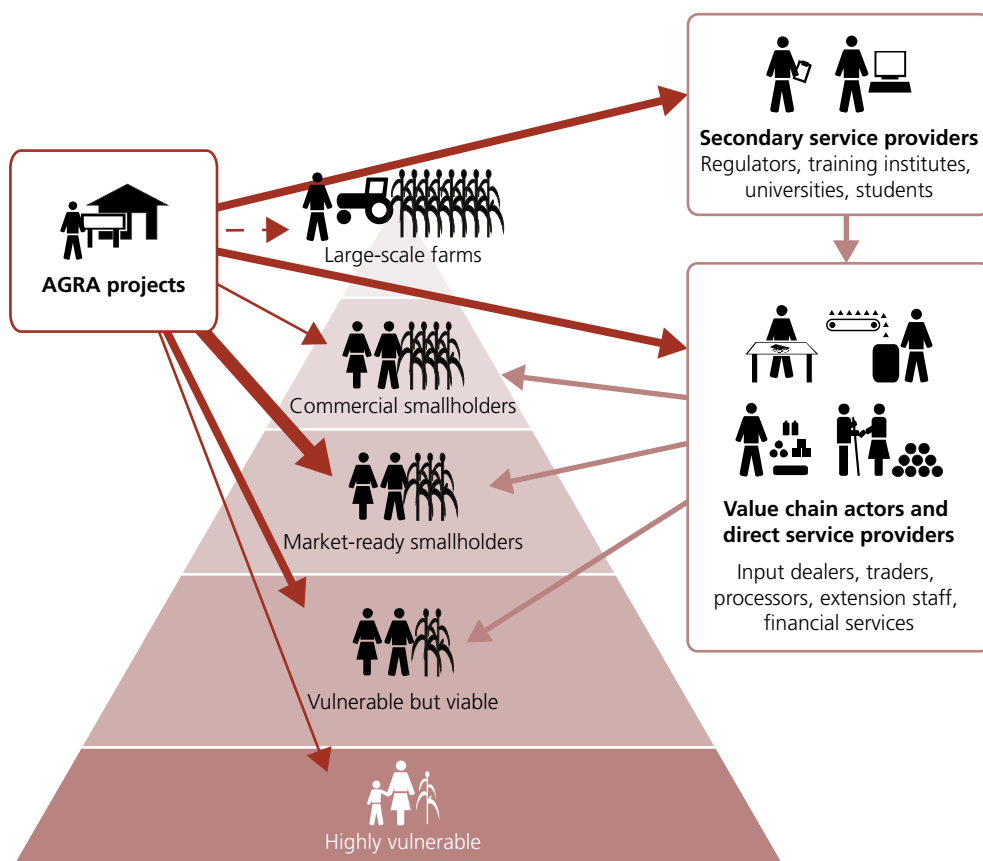 AGRA projects
Secondary service providers
Regulators, training institutes,
universities, students
Large-scale farms
Commercial smallholders
Market-ready smallholders
Vulnerable but viable
Highly vulnerable
Value chain actors and
direct service providers
Input dealers, traders,
processors, extension staff,
financial services